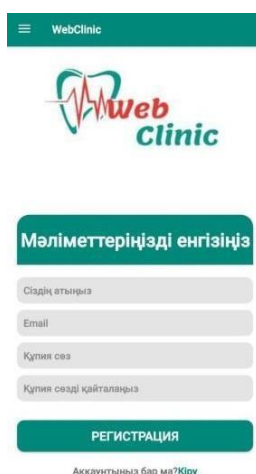 WebClinic
Web
Clinic
Мәліметтеріңізді енгізіңіз
Сіздің атыңыз
Email
Құпия сөз
Құпия сөзді қайталаңыз
РЕГИСТРАЦИЯ
Аккаунтыңыз бар ма?Кіру